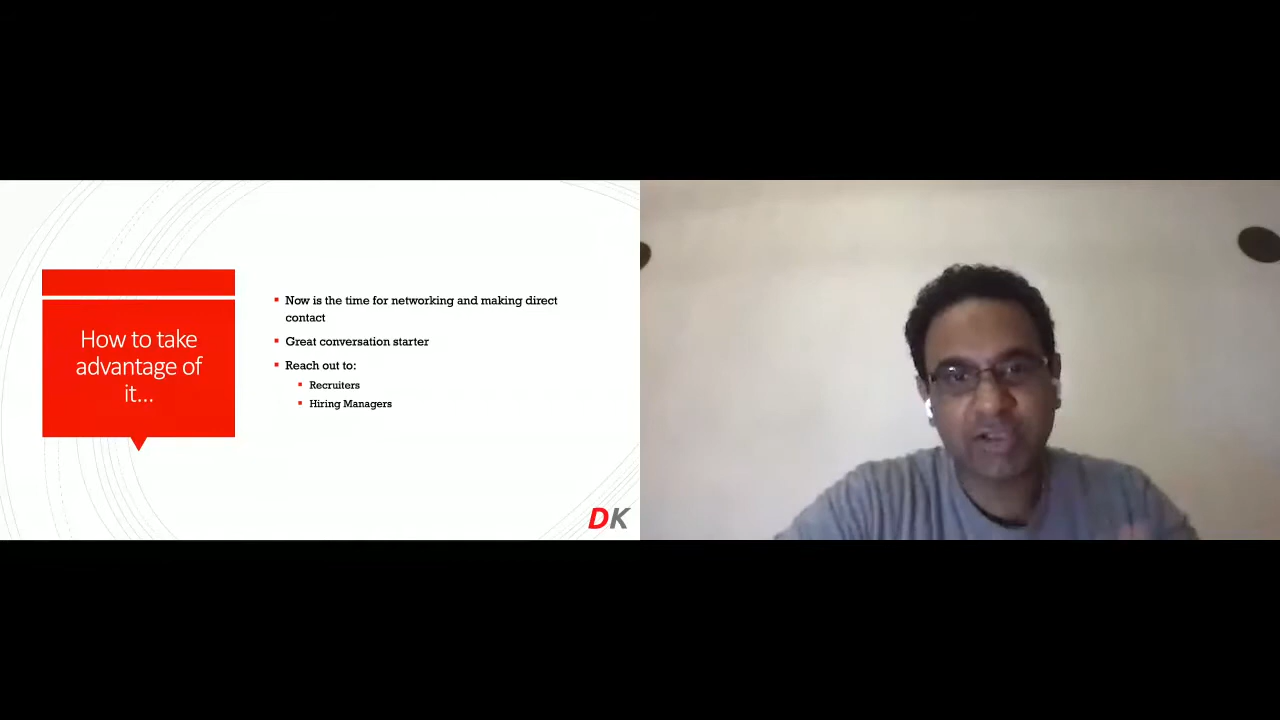 How to take
advantage of
it...
Now is the time for networking and making direct
contact
Great conversation starter
Reach out to:
Recruiters
Hiring Managers
DK